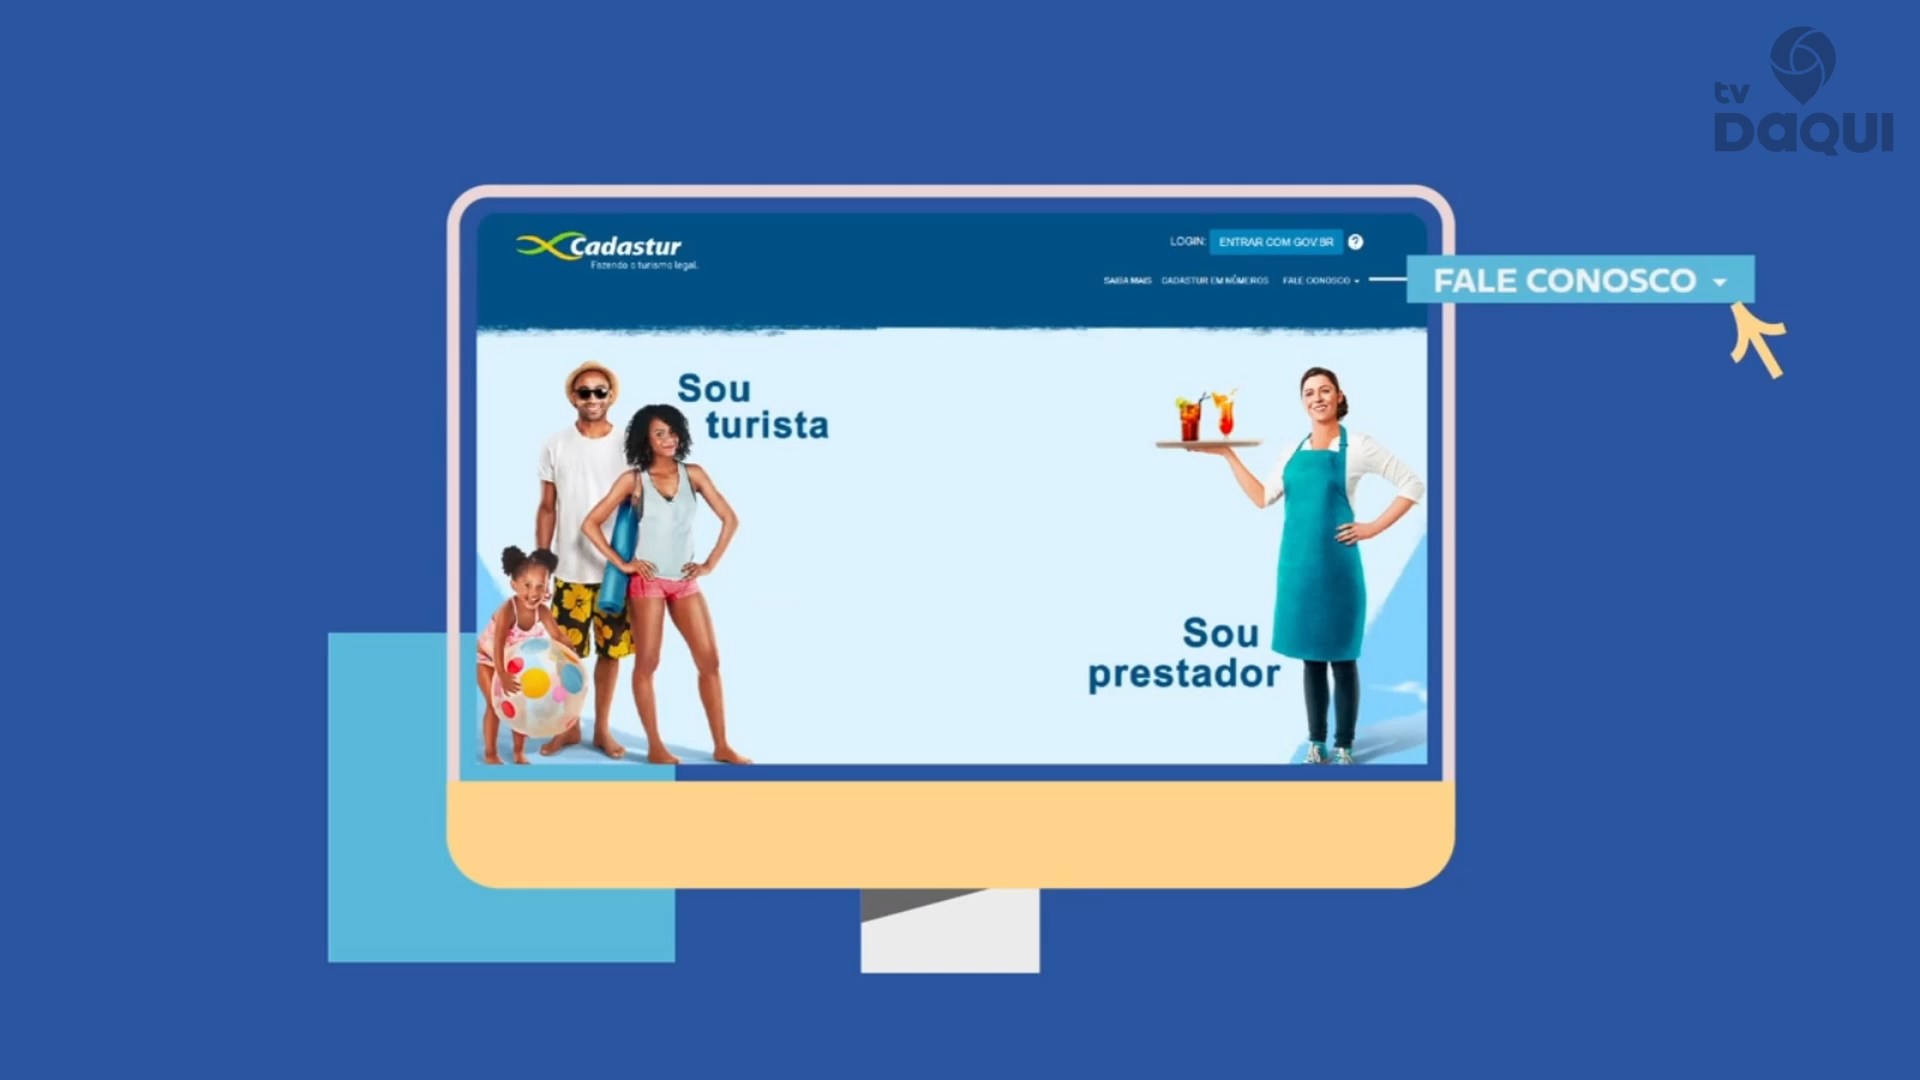 tv
DaQUI
Cadastur
Fazendo o turismo legal.
LOGIN: ENTRAR COM GOV.BR ?
SAIBA MAIS CADASTUR EM NÚMEROS FALE CONOSCO
FALE CONOSCO
Sou
turista
Sou
prestador